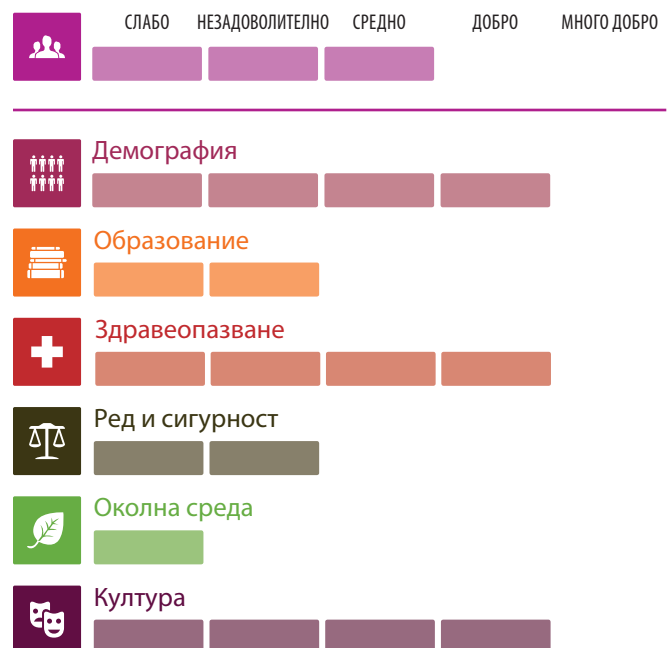 СЛАБО НЕЗАДОВОЛИТЕЛНО СРЕДНО ДОБРО МНОГО ДОБРО
Демография
Образование
Здравеопазване
Ред и сигурност
Околна среда
Култура